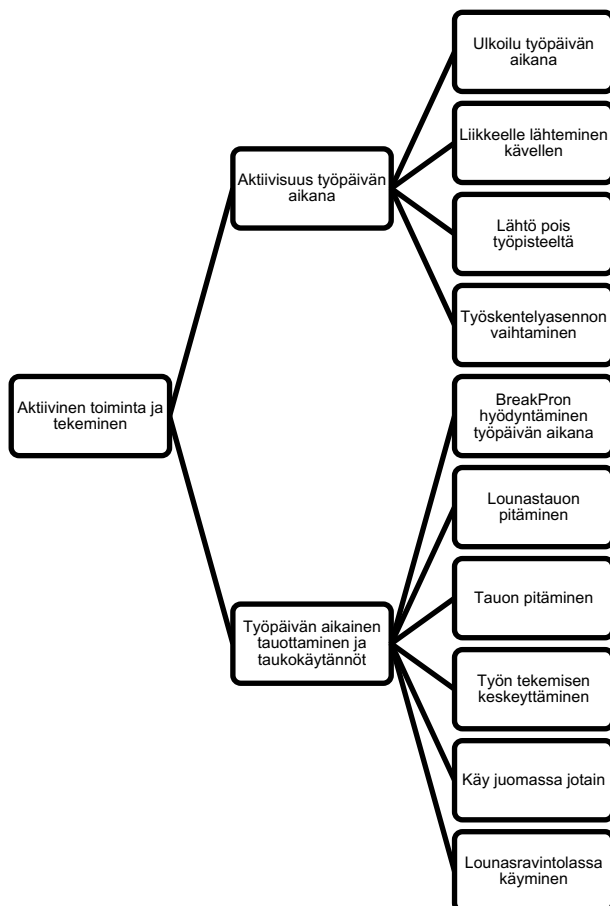 Ulkoilu työpäivän
aikana
Liikkeelle lähteminen
kävellen
Aktiivisuus työpäivän
aikana
Lähtö pois
työpisteeltä
Työskentelyasennon
vaihtaminen
Aktiivinen toiminta ja
tekeminen
BreakPron
hyödyntäminen
työpäivän aikana
Lounastauon
pitäminen
Tauon pitäminen
Työpäivän aikainen
tauottaminen ja
taukokäytännöt
Työn tekemisen
keskeyttäminen
Käy juomassa jotain
Lounasravintolassa
käyminen